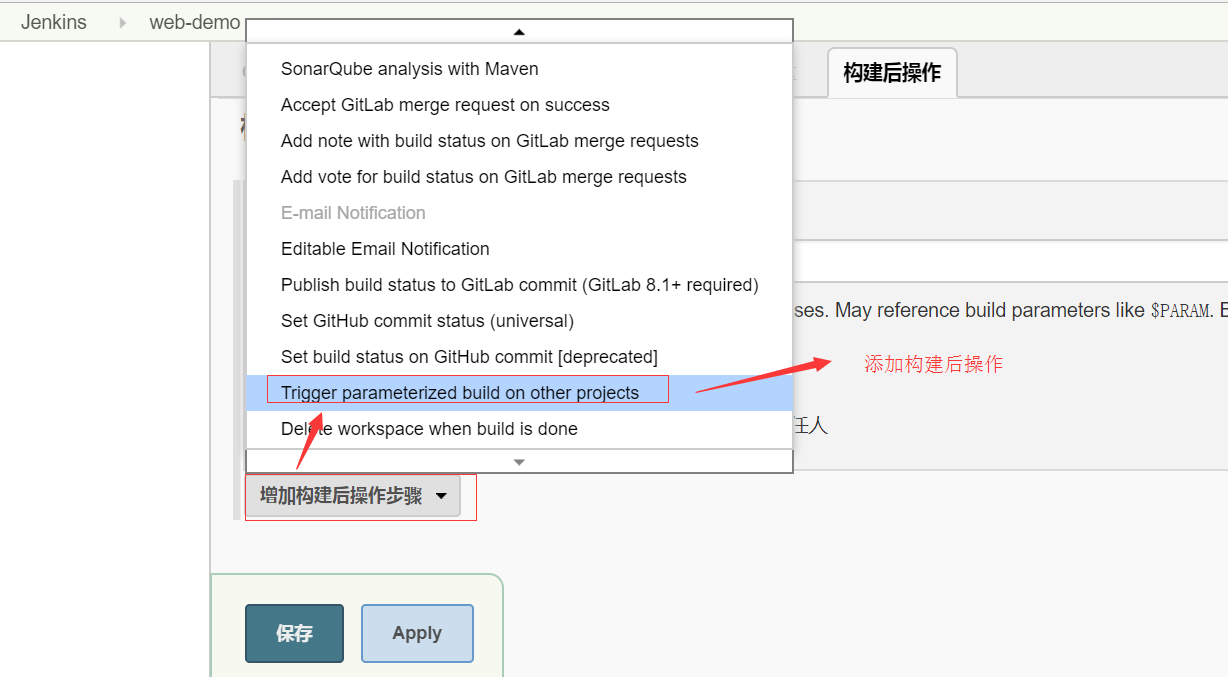 Jenkins web-demo
构建后操作
SonarQube analysis with Maven
Accept GitLab merge request on success
Add note with build status on GitLab merge requests
Add vote for build status on GitLab merge requests
E-mail Notification
Editable Email Notification
Publish build status to GitLab commit (GitLab 8.1+ required)
ses. May reference build parameters like $PARAM. E
Set GitHub commit status (universal)
Set build status on GitHub commit [deprecated]
添加构建后操作
Trigger parameterized build on other projects
Delete workspace when build is done
任人
增加构建后操作步骤
保存 Apply